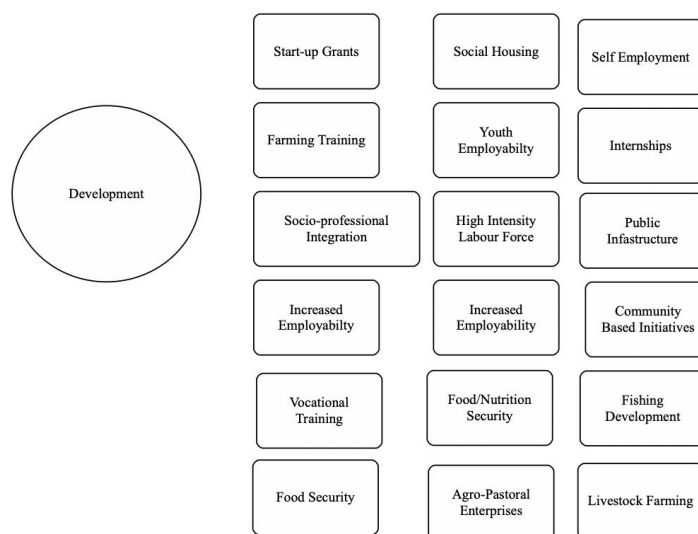 Development
Start-up Grants
Social Housing
Self Employment
Farming Training
Youth
Employabilty
Internships
Socio-professional
Integration
High Intensity
Labour Force
Public
Infastructure
Increased
Employabilty
Increased
Employability
Community
Based Initiatives
Vocational
Training
Food/Nutrition
Security
Fishing
Development
Food Security
Agro-Pastoral
Enterprises
Livestock Farming